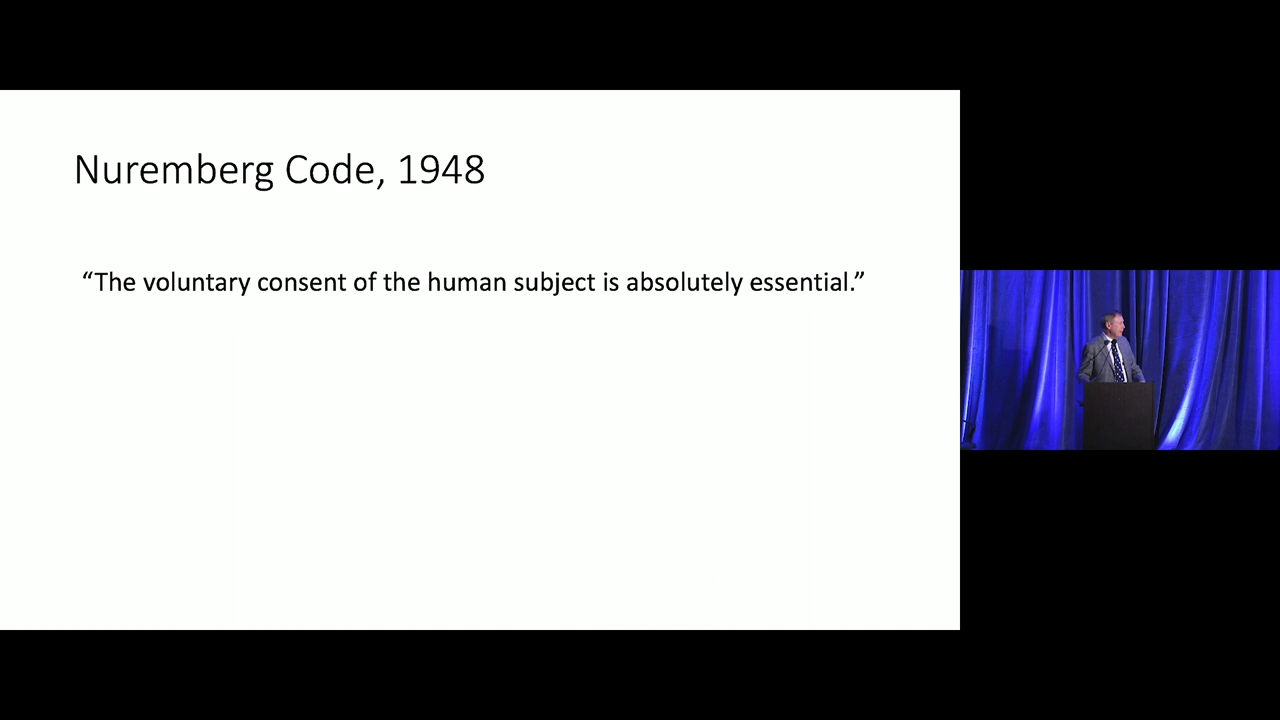 Nuremberg Code, 1948
“The voluntary consent of the human subject is absolutely essential.”